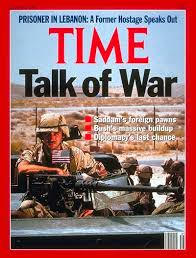 PRISONER IN LEBANON: A Former Hostage Speaks Out
TIME
Talk of War
Saddam's foreign pawns
Bush's massive buildup
Diplomacy's last chance